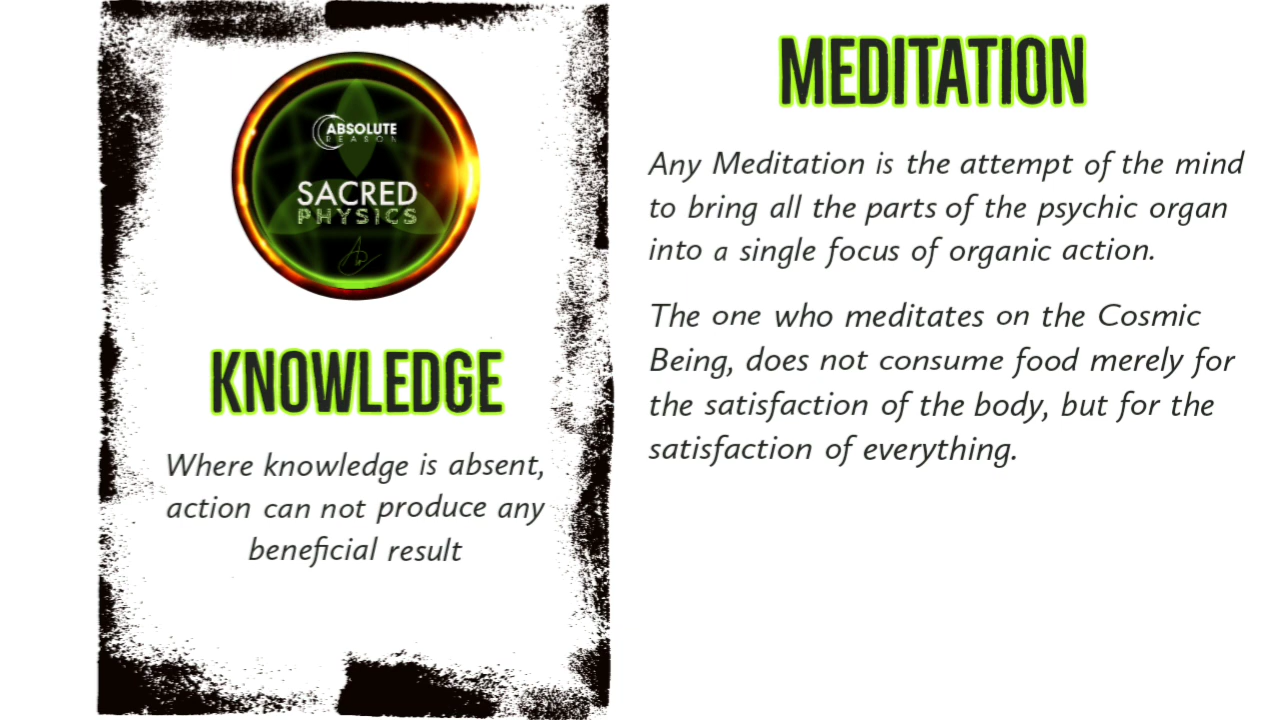 ABSOLUTE
REASON
SACRED
PHYSICS
KNOWLEDGE
Where knowledge is absent,
action can not produce any
beneficial result
MEDITATION
Any Meditation is the attempt of the mind
to bring all the parts of the psychic organ
into a single focus of organic action.
The one who meditates on the Cosmic
Being, does not consume food merely for
the satisfaction of the body, but for the
satisfaction of everything.